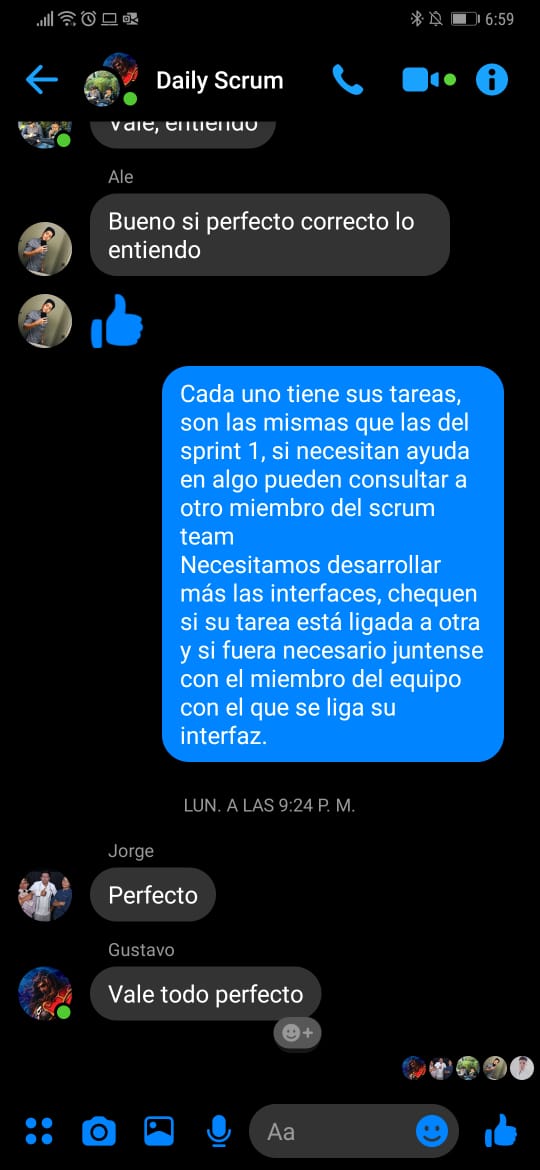 6:59
Daily Scrum
Vale, entiendo
Ale
Bueno si perfecto correcto lo
entiendo
Cada uno tiene sus tareas,
son las mismas que las del
sprint 1, si necesitan ayuda
en algo pueden consultar a
otro miembro del scrum
team
Necesitamos desarrollar
más las interfaces, chequen
si su tarea está ligada a otra
y si fuera necesario juntense
con el miembro del equipo
con el que se liga su
interfaz.
LUN. A LAS 9:24 P. M.
Jorge
Perfecto
Gustavo
Vale todo perfecto
Aa